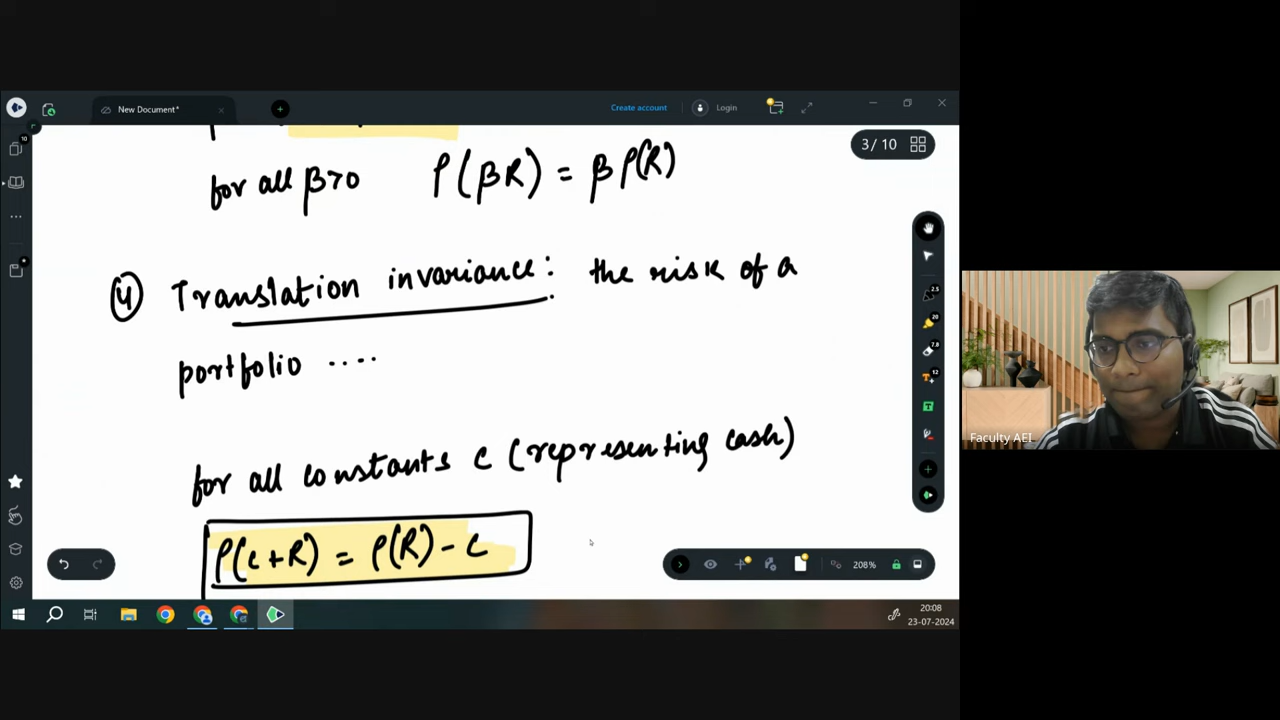 New Document*
Create account
Login
3 / 10
for all β>0 ρ(βR) = β ρ(R)
④ Translation invariance: the risk of a
portfolio ....
for all constants c (representing cash)
ρ(c+R) = ρ(R) - c
208%
20:08
23-07-2024
Faculty AEI